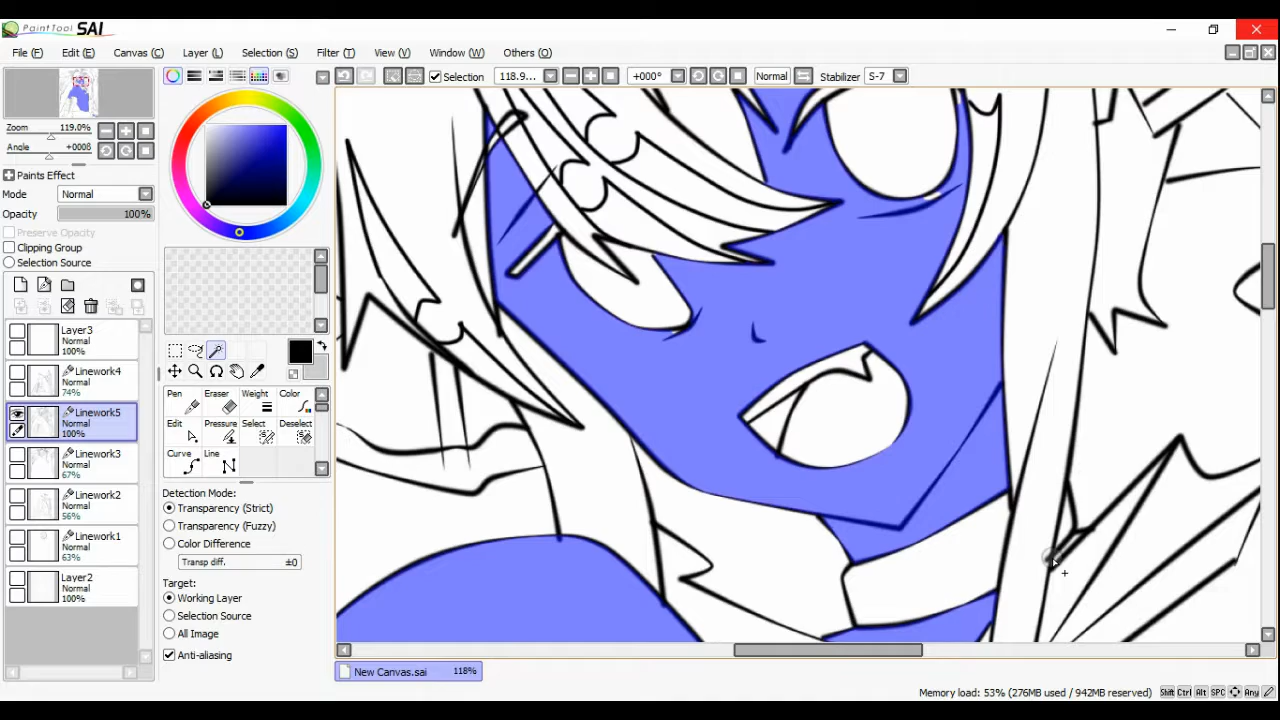 PaintTool SAI
File (F) Edit (E) Canvas (C) Layer (L) Selection (S) Filter (T) View (V) Window (W) Others (O)
Selection 118.9... +000° Normal Stabilizer S-7
Zoom 119.0%
Angle +000ß
Paints Effect
Mode Normal
Opacity 100%
Preserve Opacity
Clipping Group
Selection Source
Layer3
Normal
100%
Linework4
Normal
74%
Linework5
Normal
100%
Linework3
Normal
67%
Linework2
Normal
56%
Linework1
Normal
63%
Layer2
Normal
100%
Pen Eraser Weight Color
Edit Pressure Select Deselect
Curve Line
Detection Mode:
Transparency (Strict)
Transparency (Fuzzy)
Color Difference
Transp diff. ±0
Target:
Working Layer
Selection Source
All Image
Anti-aliasing
New Canvas.sai 118%
Memory load: 53% (276MB used / 942MB reserved) Shift Ctrl Alt SPC Any